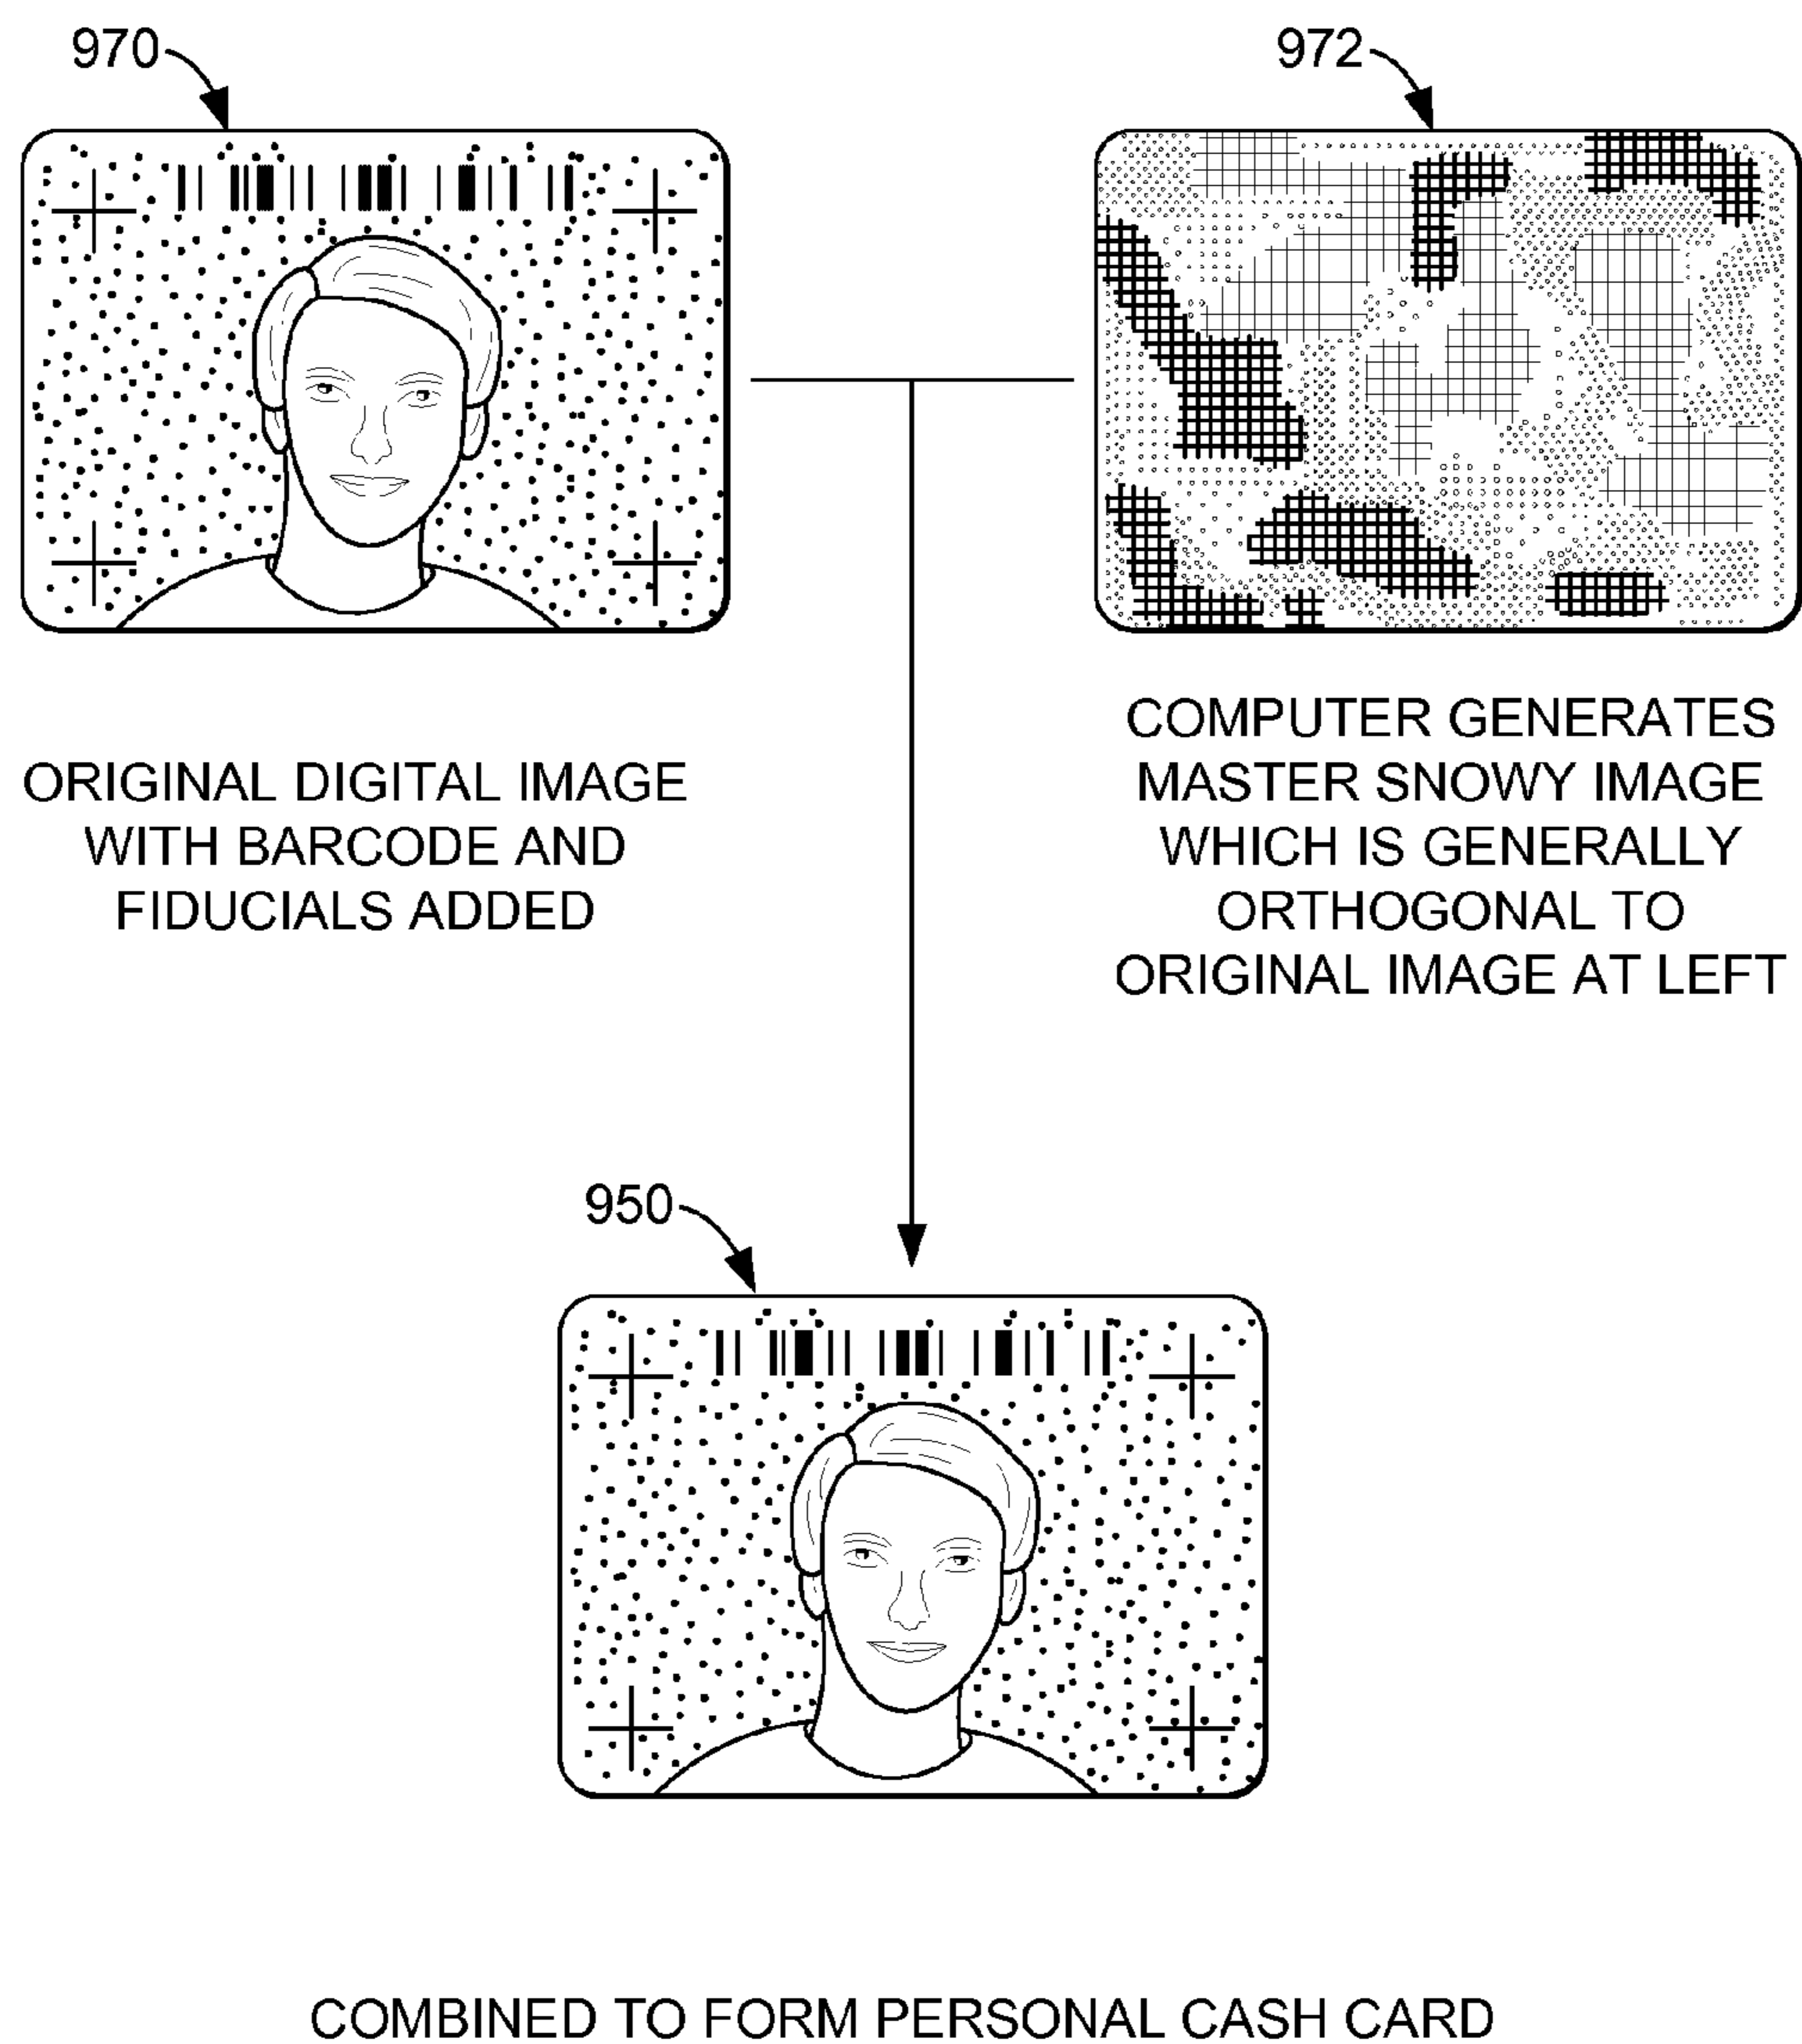 970
972
ORIGINAL DIGITAL IMAGE
WITH BARCODE AND
FIDUCIALS ADDED
COMPUTER GENERATES
MASTER SNOWY IMAGE
WHICH IS GENERALLY
ORTHOGONAL TO
ORIGINAL IMAGE AT LEFT
950
COMBINED TO FORM PERSONAL CASH CARD